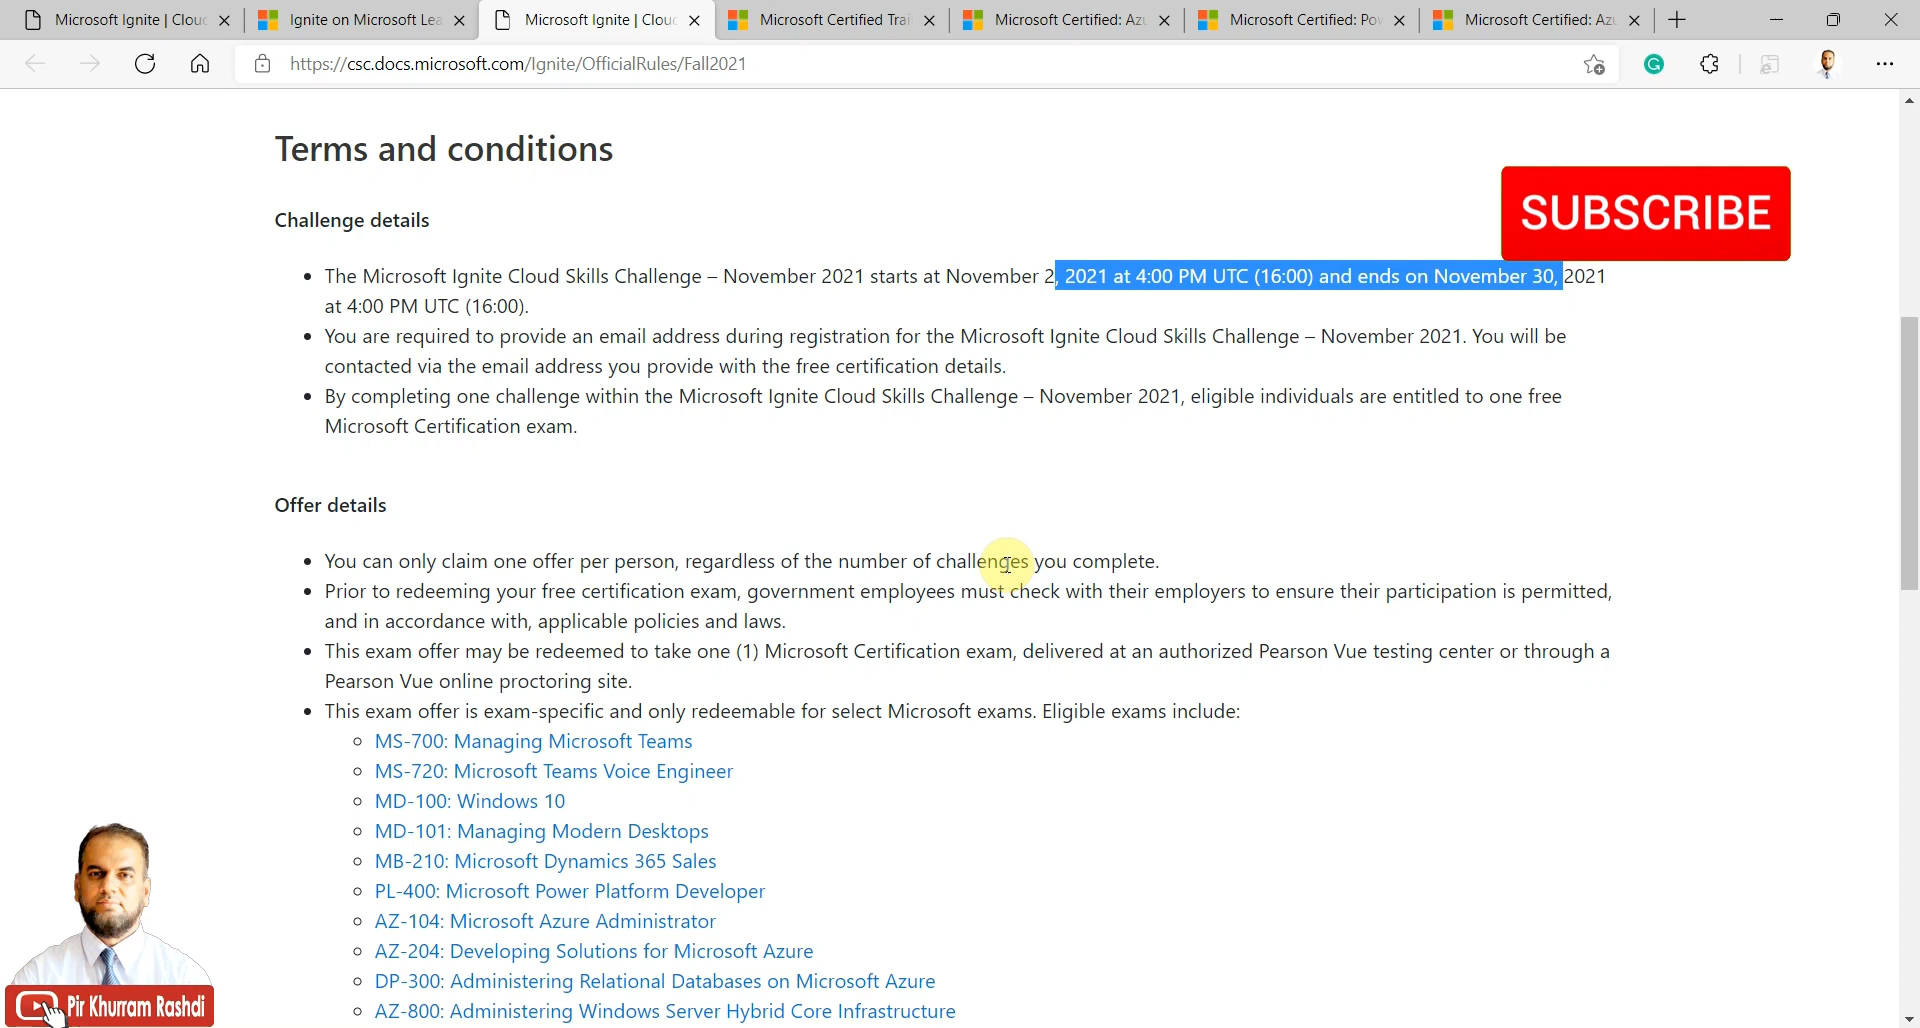 Microsoft Ignite | Clou
Ignite on Microsoft Lea
Microsoft Ignite | Clou
Microsoft Certified Trai
Microsoft Certified: Azu
Microsoft Certified: Pow
Microsoft Certified: Azu
https://csc.docs.microsoft.com/Ignite/OfficialRules/Fall2021
Terms and conditions
SUBSCRIBE
Challenge details
• The Microsoft Ignite Cloud Skills Challenge – November 2021 starts at November 2, 2021 at 4:00 PM UTC (16:00) and ends on November 30, 2021
at 4:00 PM UTC (16:00).
• You are required to provide an email address during registration for the Microsoft Ignite Cloud Skills Challenge – November 2021. You will be
contacted via the email address you provide with the free certification details.
• By completing one challenge within the Microsoft Ignite Cloud Skills Challenge – November 2021, eligible individuals are entitled to one free
Microsoft Certification exam.
Offer details
• You can only claim one offer per person, regardless of the number of challenges you complete.
• Prior to redeeming your free certification exam, government employees must check with their employers to ensure their participation is permitted,
and in accordance with, applicable policies and laws.
• This exam offer may be redeemed to take one (1) Microsoft Certification exam, delivered at an authorized Pearson Vue testing center or through a
Pearson Vue online proctoring site.
• This exam offer is exam-specific and only redeemable for select Microsoft exams. Eligible exams include:
MS-700: Managing Microsoft Teams
MS-720: Microsoft Teams Voice Engineer
MD-100: Windows 10
MD-101: Managing Modern Desktops
MB-210: Microsoft Dynamics 365 Sales
PL-400: Microsoft Power Platform Developer
AZ-104: Microsoft Azure Administrator
AZ-204: Developing Solutions for Microsoft Azure
DP-300: Administering Relational Databases on Microsoft Azure
AZ-800: Administering Windows Server Hybrid Core Infrastructure
Pir Khurram Rashdi